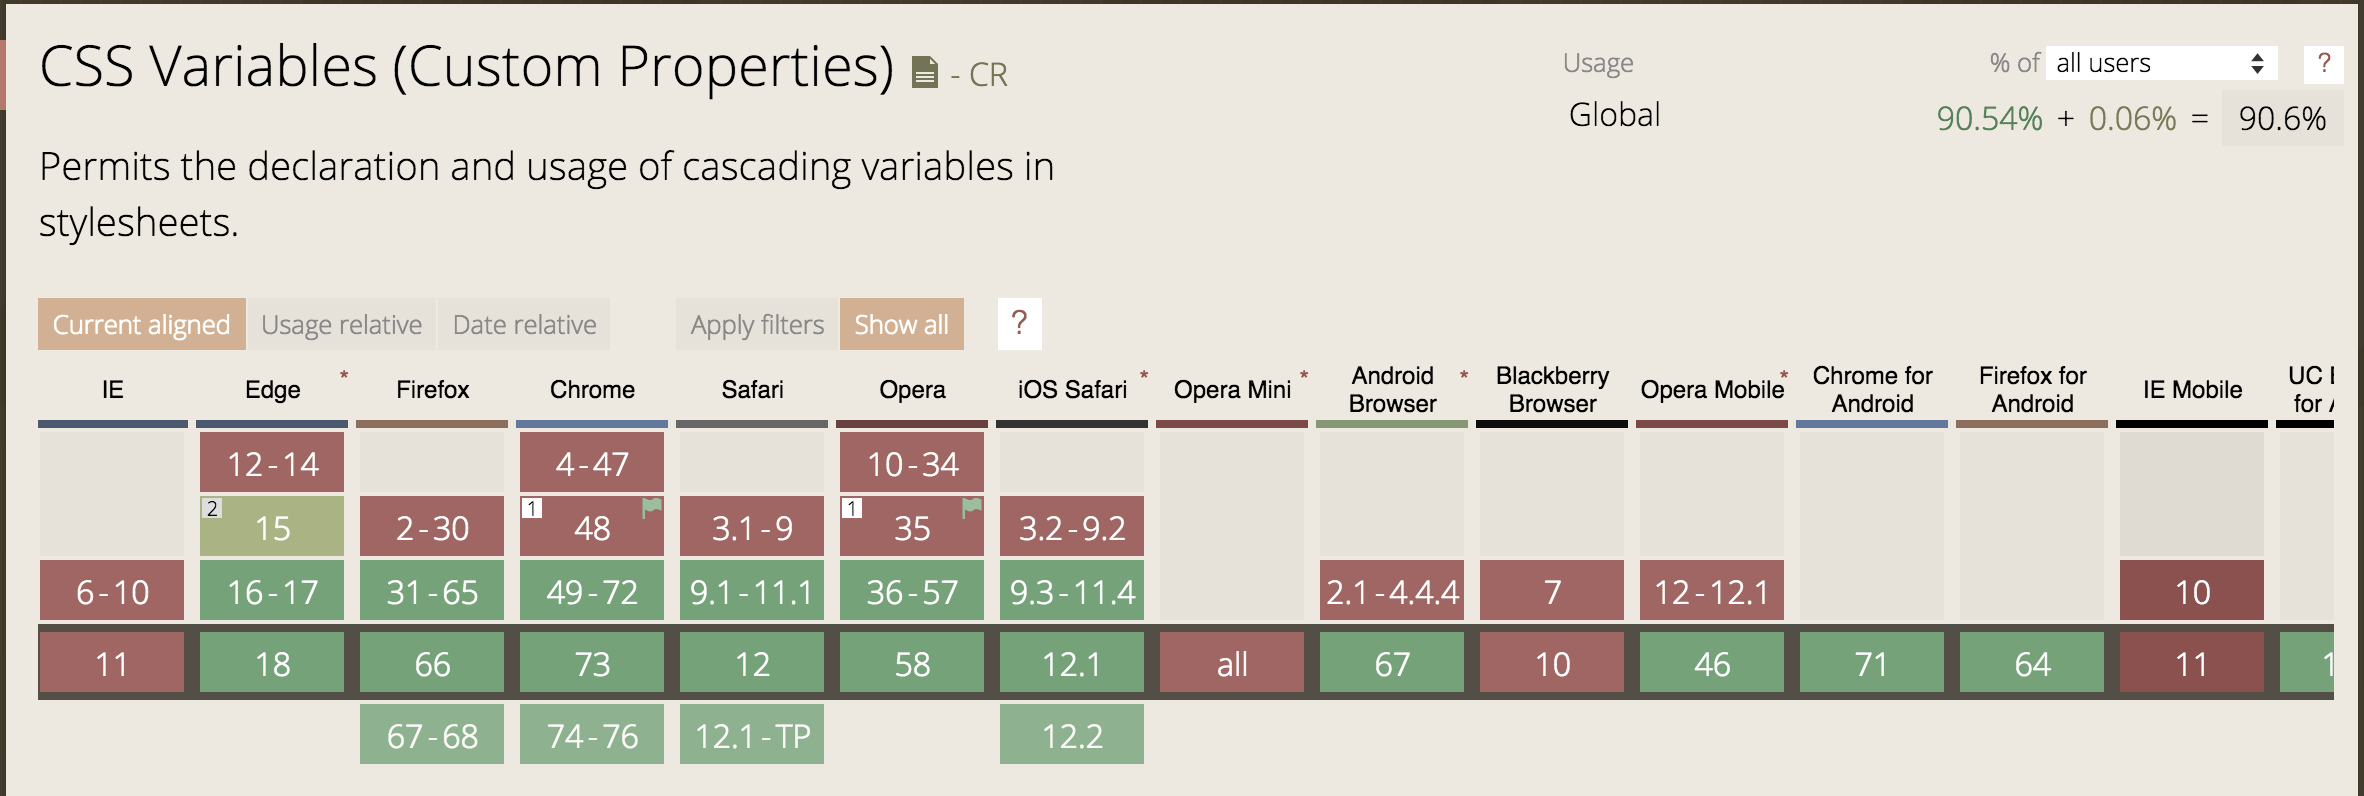 CSS Variables (Custom Properties) - CR
Usage % of all users ?
Global 90.54% + 0.06% = 90.6%
Permits the declaration and usage of cascading variables in
stylesheets.
Current aligned Usage relative Date relative Apply filters Show all ?
IE Edge * Firefox Chrome Safari Opera iOS Safari * Opera Mini * Android Browser * Blackberry Browser Opera Mobile * Chrome for Android Firefox for Android IE Mobile UC
for
12-14 4-47 10-34
2 15 2-30 1 48 3.1-9 1 35 3.2-9.2
6-10 16-17 31-65 49-72 9.1-11.1 36-57 9.3-11.4 2.1-4.4.4 7 12-12.1 10
11 18 66 73 12 58 12.1 all 67 10 46 71 64 11
67-68 74-76 12.1-TP 12.2